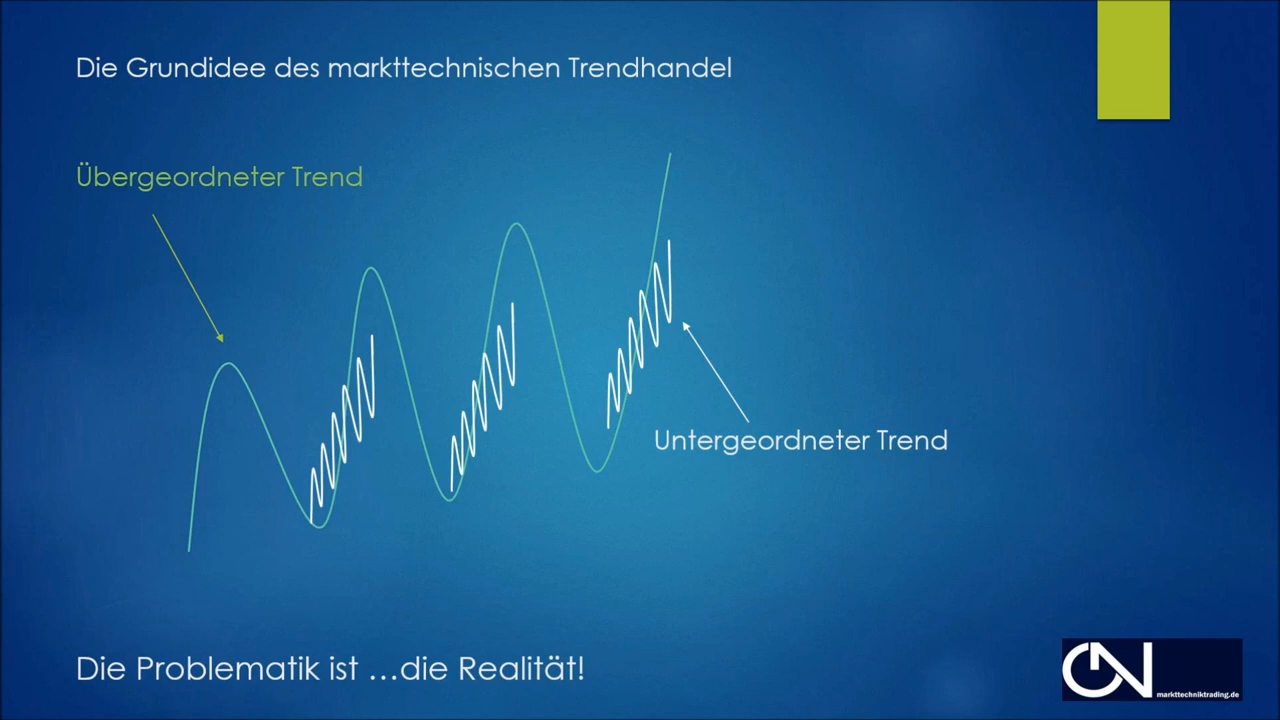 Die Grundidee des markttechnischen Trendhandel
Übergeordneter Trend
Untergeordneter Trend
Die Problematik ist …die Realität!
markttechniktrading.de